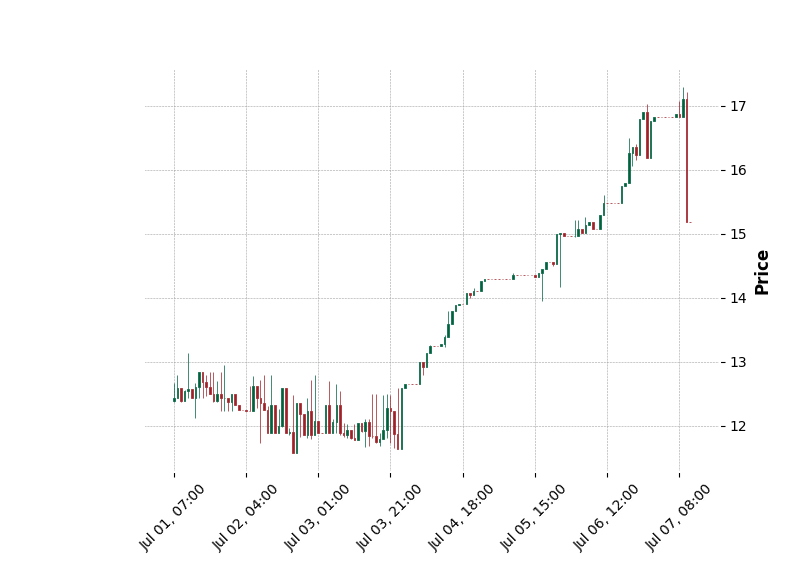 17
16
15
14
13
12
Price
Jul 01, 07:00
Jul 02, 04:00
Jul 03, 01:00
Jul 03, 21:00
Jul 04, 18:00
Jul 05, 15:00
Jul 06, 12:00
Jul 07, 08:00